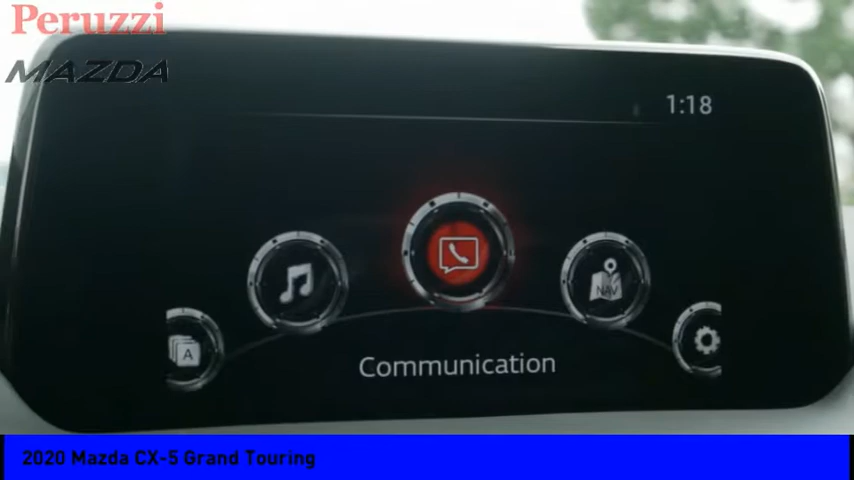 Peruzzi
MAZDA
1:18
NAV
A
Communication
2020 Mazda CX-5 Grand Touring